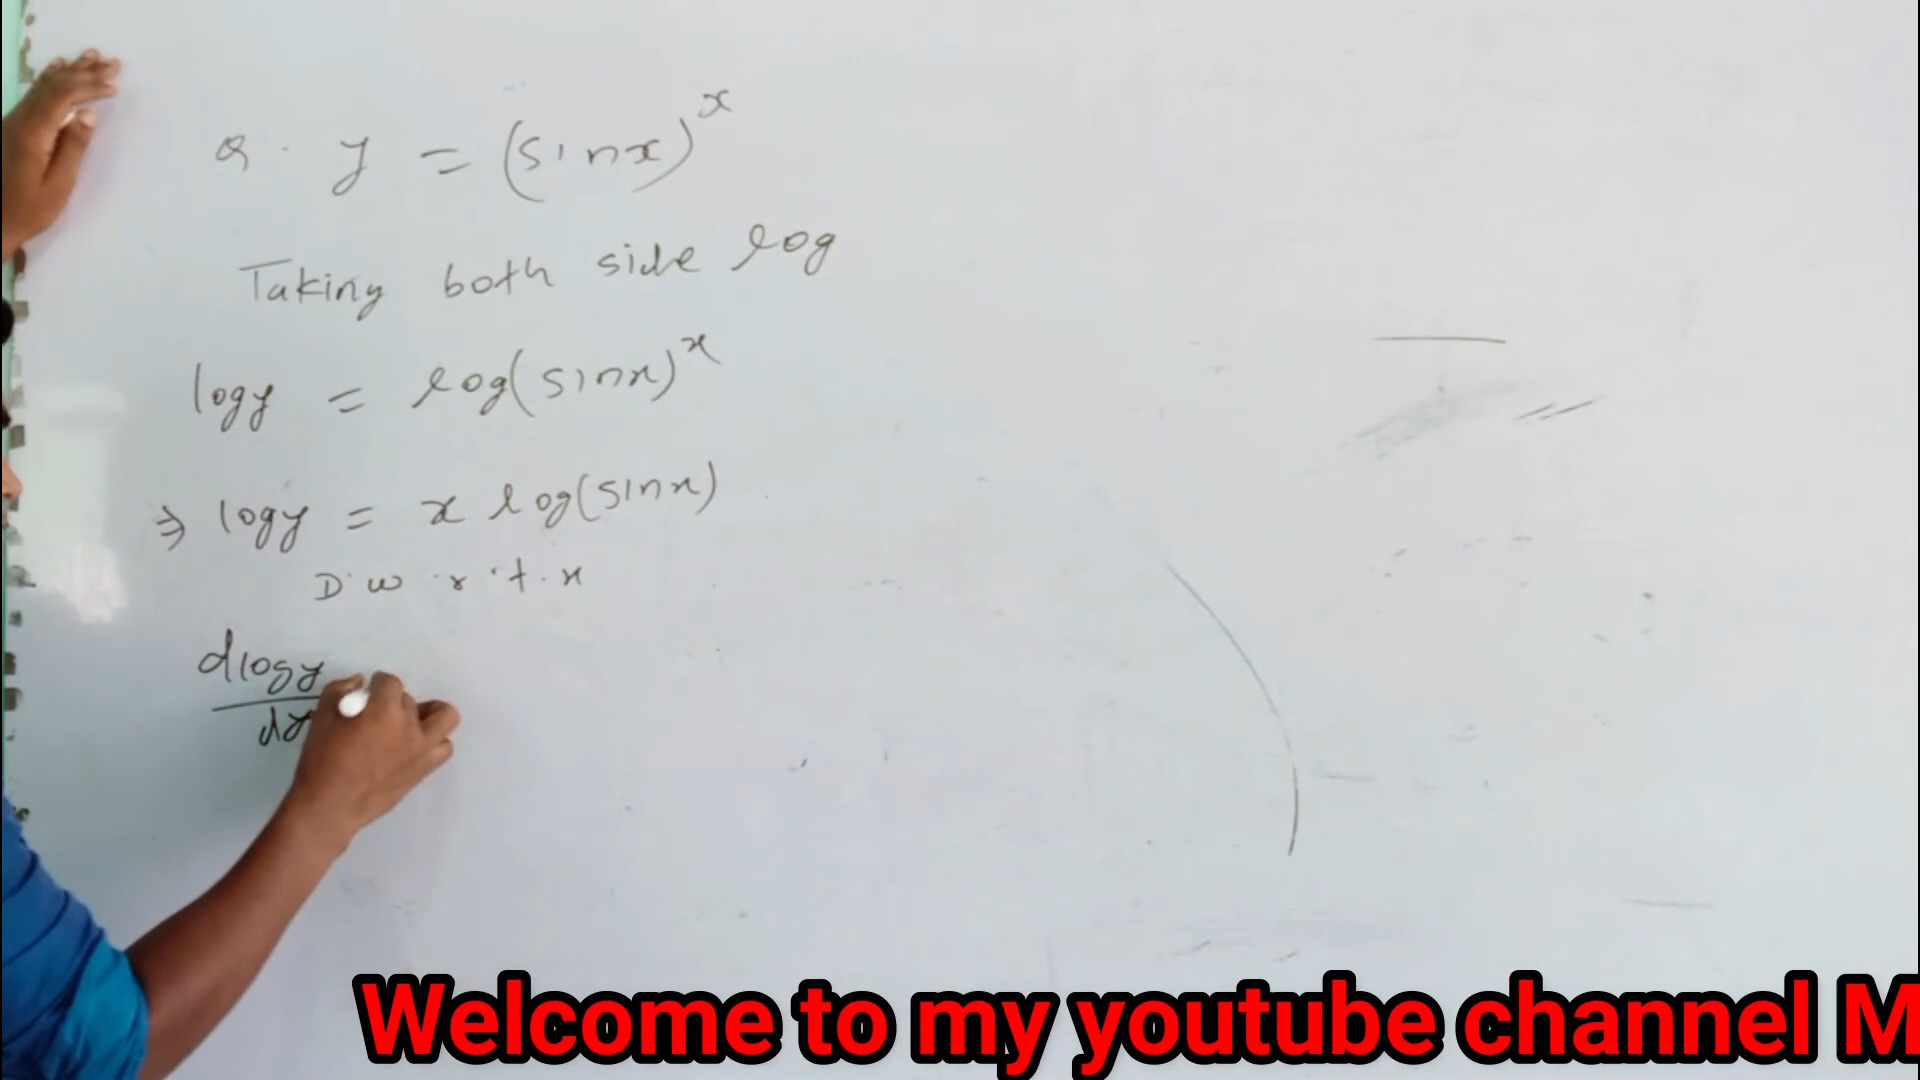 Q. y = (sinx)^x
Taking both side log
logy = log(sinx)^x
⇒ logy = x log(sinx)
D.w.r.t.x
dlogy
dy
Welcome to my youtube channel M